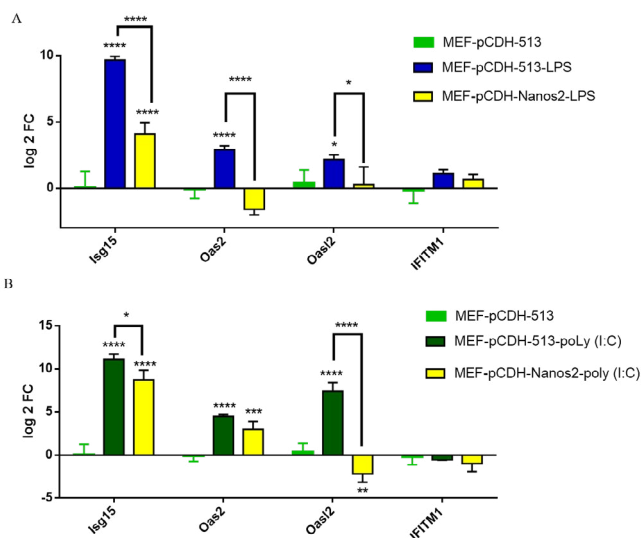 A
MEF-pCDH-513
MEF-pCDH-513-LPS
MEF-pCDH-Nanos2-LPS
log 2 FC
10
5
0
**** **** ****
**** ****
* *
Isg15 Oas2 Oasl2 IFITM1
B
MEF-pCDH-513
MEF-pCDH-513-poLy (I:C)
MEF-pCDH-Nanos2-poly (I:C)
log 2 FC
15
10
5
0
-5
* **** ****
**** ***
**** **** **
Isg15 Oas2 Oasl2 IFITM1